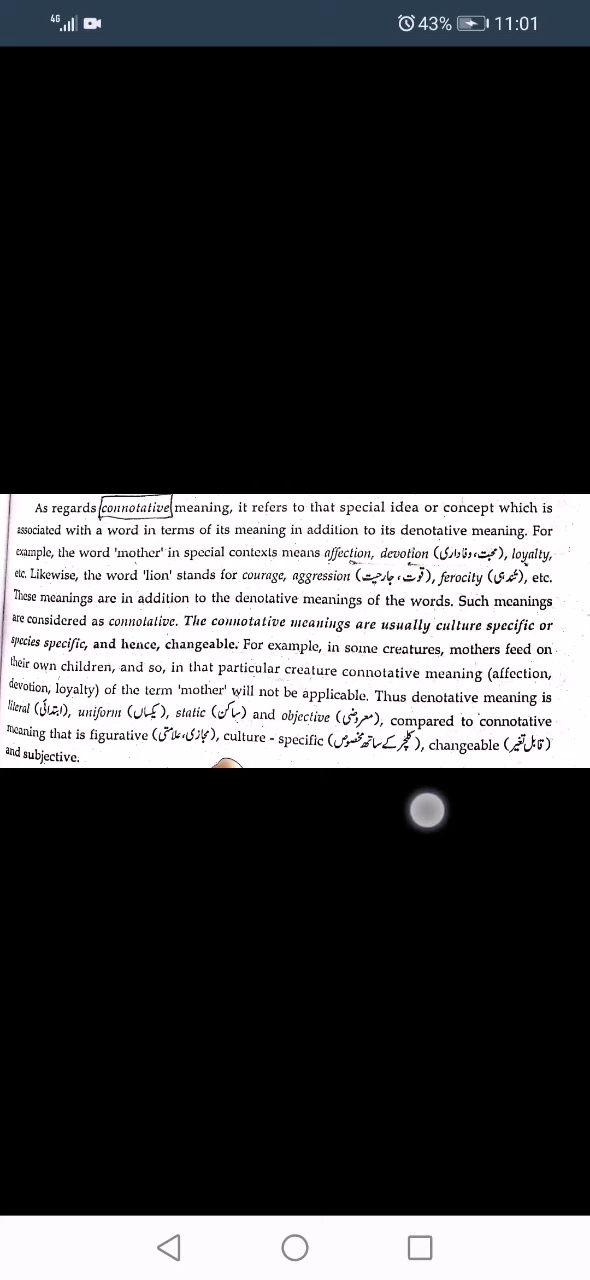 4G 43% 11:01
As regards connotative meaning, it refers to that special idea or concept which is
associated with a word in terms of its meaning in addition to its denotative meaning. For
example, the word 'mother' in special contexts means affection, devotion (محبت، وفاداری), loyalty,
etc. Likewise, the word 'lion' stands for courage, aggression (قوت، جارحیت), ferocity (تندہی), etc.
These meanings are in addition to the denotative meanings of the words. Such meanings
are considered as connotative. The connotative meanings are usually culture specific or
species specific, and hence, changeable. For example, in some creatures, mothers feed on
their own children, and so, in that particular creature connotative meaning (affection,
devotion, loyalty) of the term 'mother' will not be applicable. Thus denotative meaning is
literal (ابتدائی), uniform (یکساں), static (ساکن) and objective (معروضی), compared to connotative
meaning that is figurative (مجازی، علامتی), culture - specific (کلچر کے ساتھ مخصوص), changeable (قابل تغیر)
and subjective.